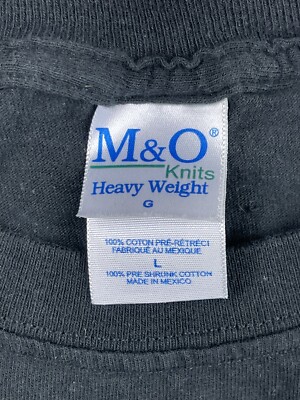 M&O®
Knits
Heavy Weight
G
100% COTON PRÉ-RÉTRÉCI
FABRIQUÉ AU MEXIQUE
L
100% PRE SHRUNK COTTON
MADE IN MEXICO